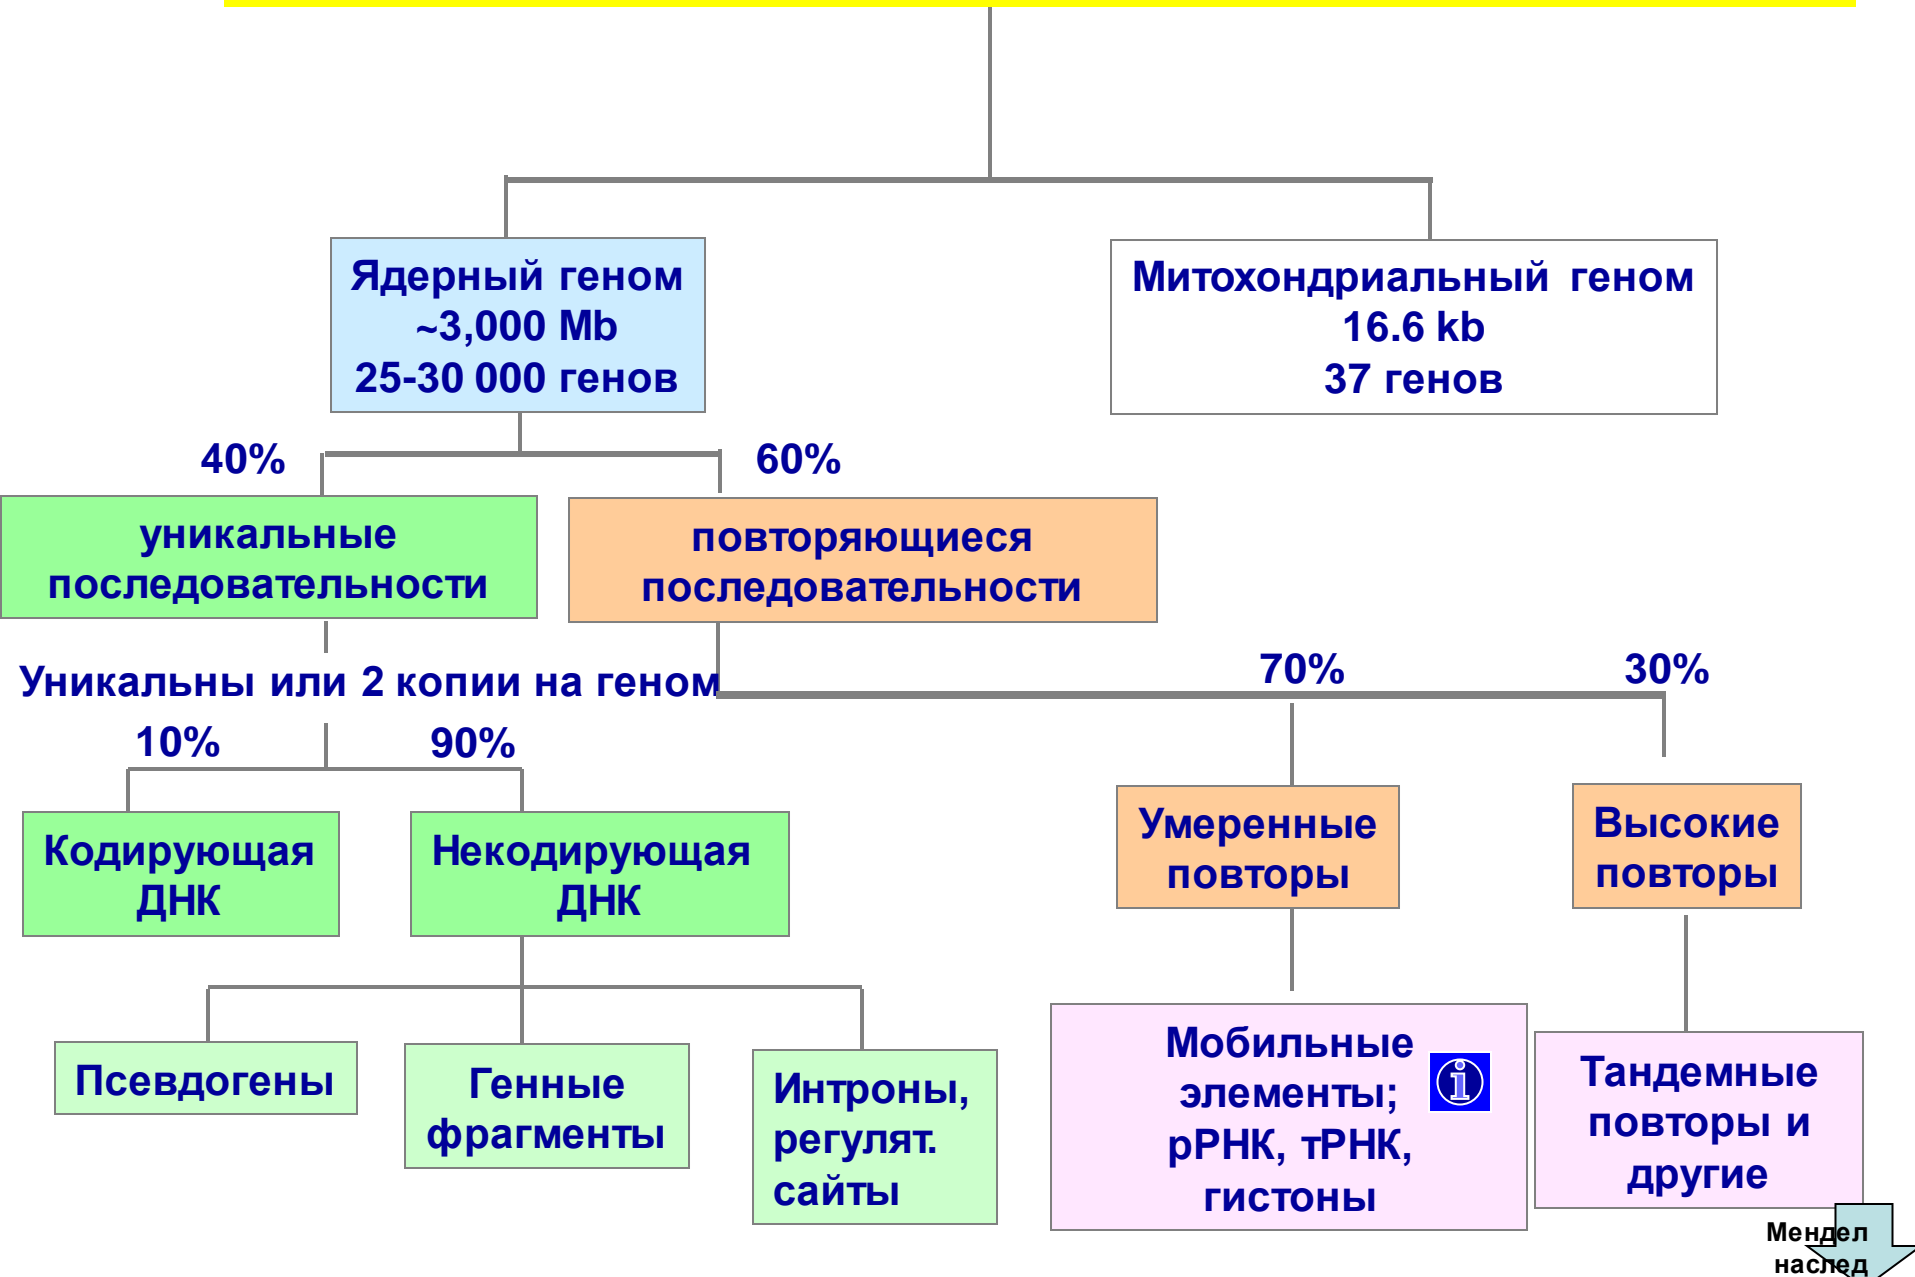 Ядерный геном
~3,000 Mb
25-30 000 генов
Митохондриальный геном
16.6 kb
37 генов
40%
60%
уникальные
последовательности
повторяющиеся
последовательности
Уникальны или 2 копии на геном
70%
30%
10%
90%
Кодирующая
ДНК
Некодирующая
ДНК
Умеренные
повторы
Высокие
повторы
Псевдогены
Генные
фрагменты
Интроны,
регулят.
сайты
Мобильные
элементы;
рРНК, тРНК,
гистоны
Тандемные
повторы и
другие
Мендел
наслед